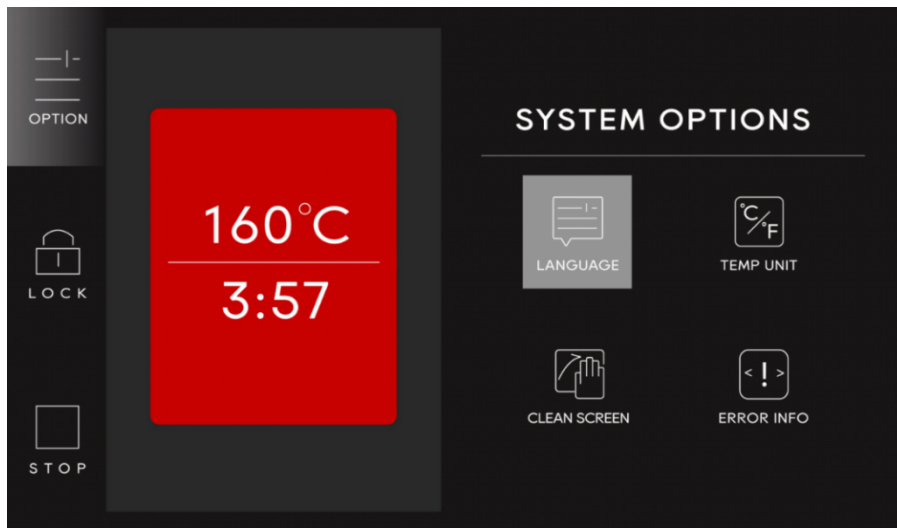 OPTION
LOCK
STOP
160°C
3:57
SYSTEM OPTIONS
LANGUAGE
°C/°F
TEMP UNIT
CLEAN SCREEN
< ! >
ERROR INFO